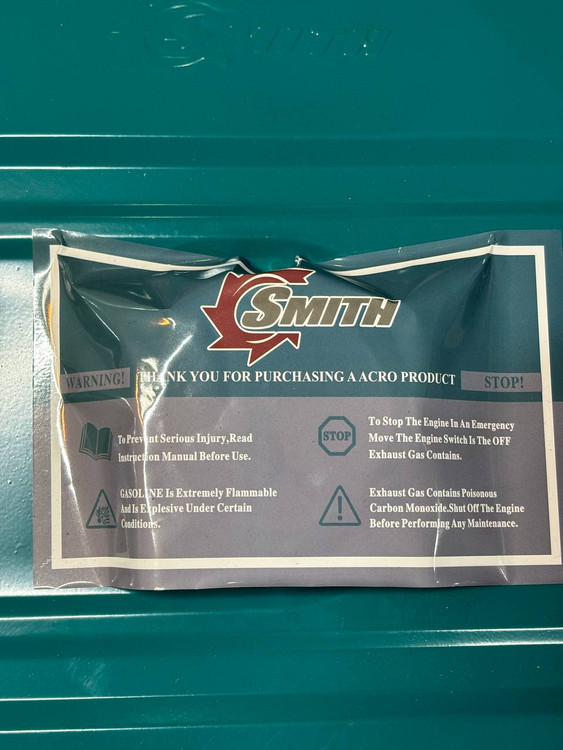 SMITH
WARNING!
THANK YOU FOR PURCHASING A ACRO PRODUCT
STOP!
To Prevent Serious Injury,Read
Instruction Manual Before Use.
GASOLINE Is Extremely Flammable
And Is Explesive Under Certain
Conditions.
STOP
To Stop The Engine In An Emergency
Move The Engine Switch Is The OFF
Exhaust Gas Contains.
Exhaust Gas Contains Poisonous
Carbon Monoxide.Shut Off The Engine
Before Performing Any Maintenance.